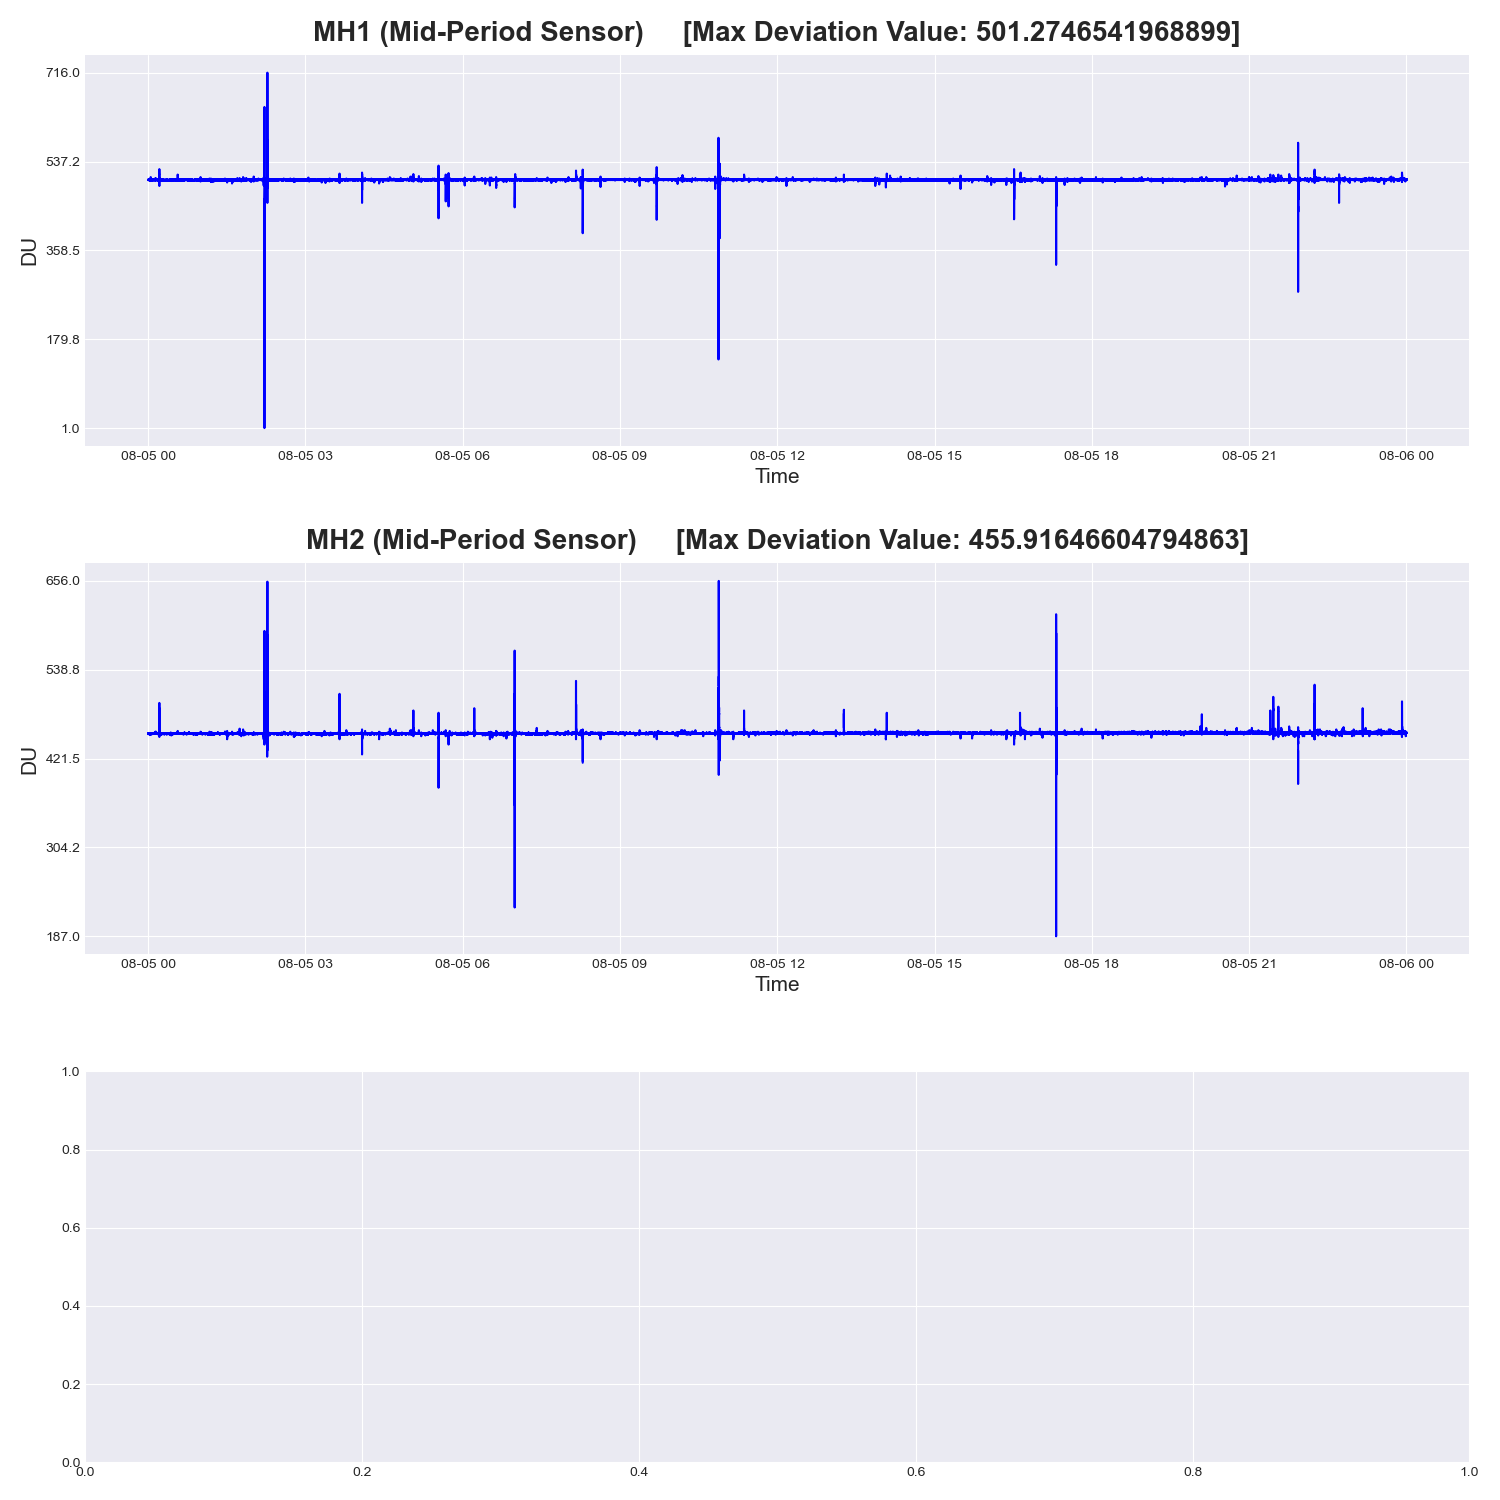 MH1 (Mid-Period Sensor) [Max Deviation Value: 501.2746541968899]
716.0
537.2
358.5
179.8
1.0
DU
08-05 00 08-05 03 08-05 06 08-05 09 08-05 12 08-05 15 08-05 18 08-05 21 08-06 00
Time
MH2 (Mid-Period Sensor) [Max Deviation Value: 455.91646604794863]
656.0
538.8
421.5
304.2
187.0
DU
08-05 00 08-05 03 08-05 06 08-05 09 08-05 12 08-05 15 08-05 18 08-05 21 08-06 00
Time
1.0
0.8
0.6
0.4
0.2
0.0
0.0 0.2 0.4 0.6 0.8 1.0